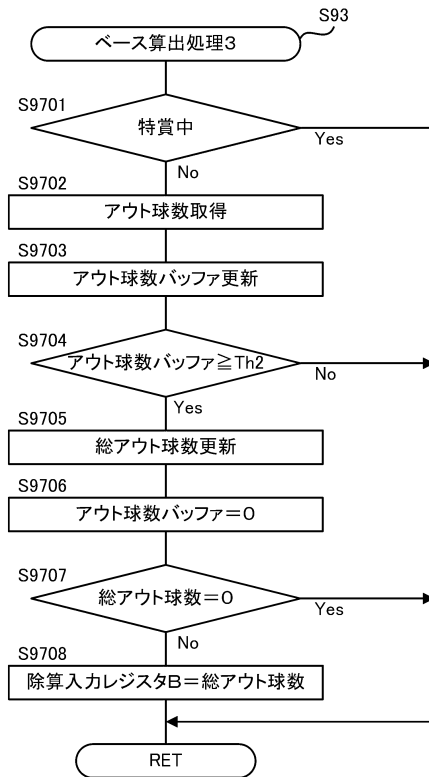 S93
ベース算出処理3
S9701
特賞中
Yes
No
S9702
アウト球数取得
S9703
アウト球数バッファ更新
S9704
アウト球数バッファ≧Th2
No
Yes
S9705
総アウト球数更新
S9706
アウト球数バッファ=0
S9707
総アウト球数=0
Yes
No
S9708
除算入力レジスタB=総アウト球数
RET